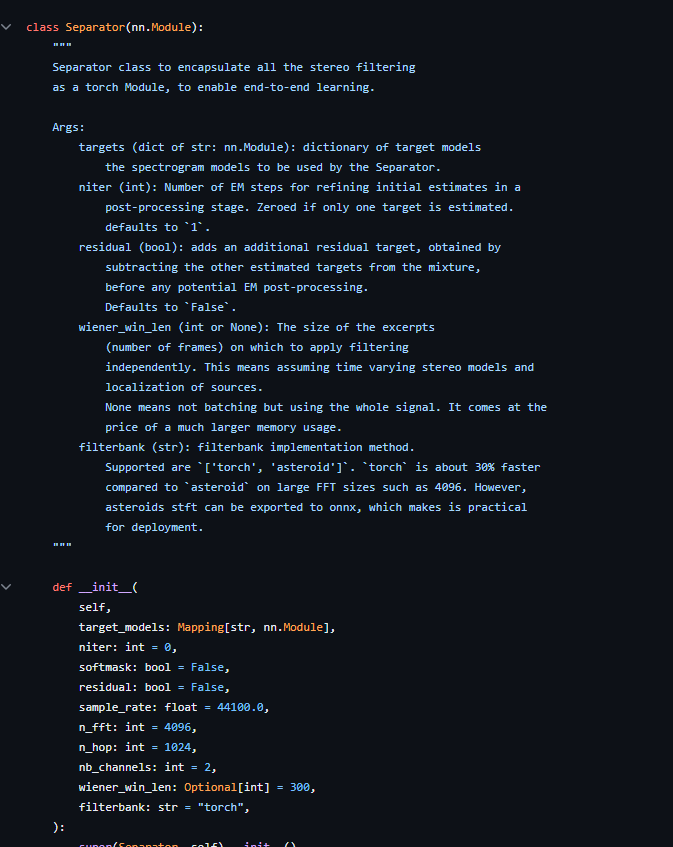 class Separator(nn.Module):
"""
Separator class to encapsulate all the stereo filtering
as a torch Module, to enable end-to-end learning.
Args:
targets (dict of str: nn.Module): dictionary of target models
the spectrogram models to be used by the Separator.
niter (int): Number of EM steps for refining initial estimates in a
post-processing stage. Zeroed if only one target is estimated.
defaults to `1`.
residual (bool): adds an additional residual target, obtained by
subtracting the other estimated targets from the mixture,
before any potential EM post-processing.
Defaults to `False`.
wiener_win_len (int or None): The size of the excerpts
(number of frames) on which to apply filtering
independently. This means assuming time varying stereo models and
localization of sources.
None means not batching but using the whole signal. It comes at the
price of a much larger memory usage.
filterbank (str): filterbank implementation method.
Supported are `['torch', 'asteroid']`. `torch` is about 30% faster
compared to `asteroid` on large FFT sizes such as 4096. However,
asteroids stft can be exported to onnx, which makes is practical
for deployment.
"""
def __init__(
self,
target_models: Mapping[str, nn.Module],
niter: int = 0,
softmask: bool = False,
residual: bool = False,
sample_rate: float = 44100.0,
n_fft: int = 4096,
n_hop: int = 1024,
nb_channels: int = 2,
wiener_win_len: Optional[int] = 300,
filterbank: str = "torch",
):
super(Separator, self).__init__()